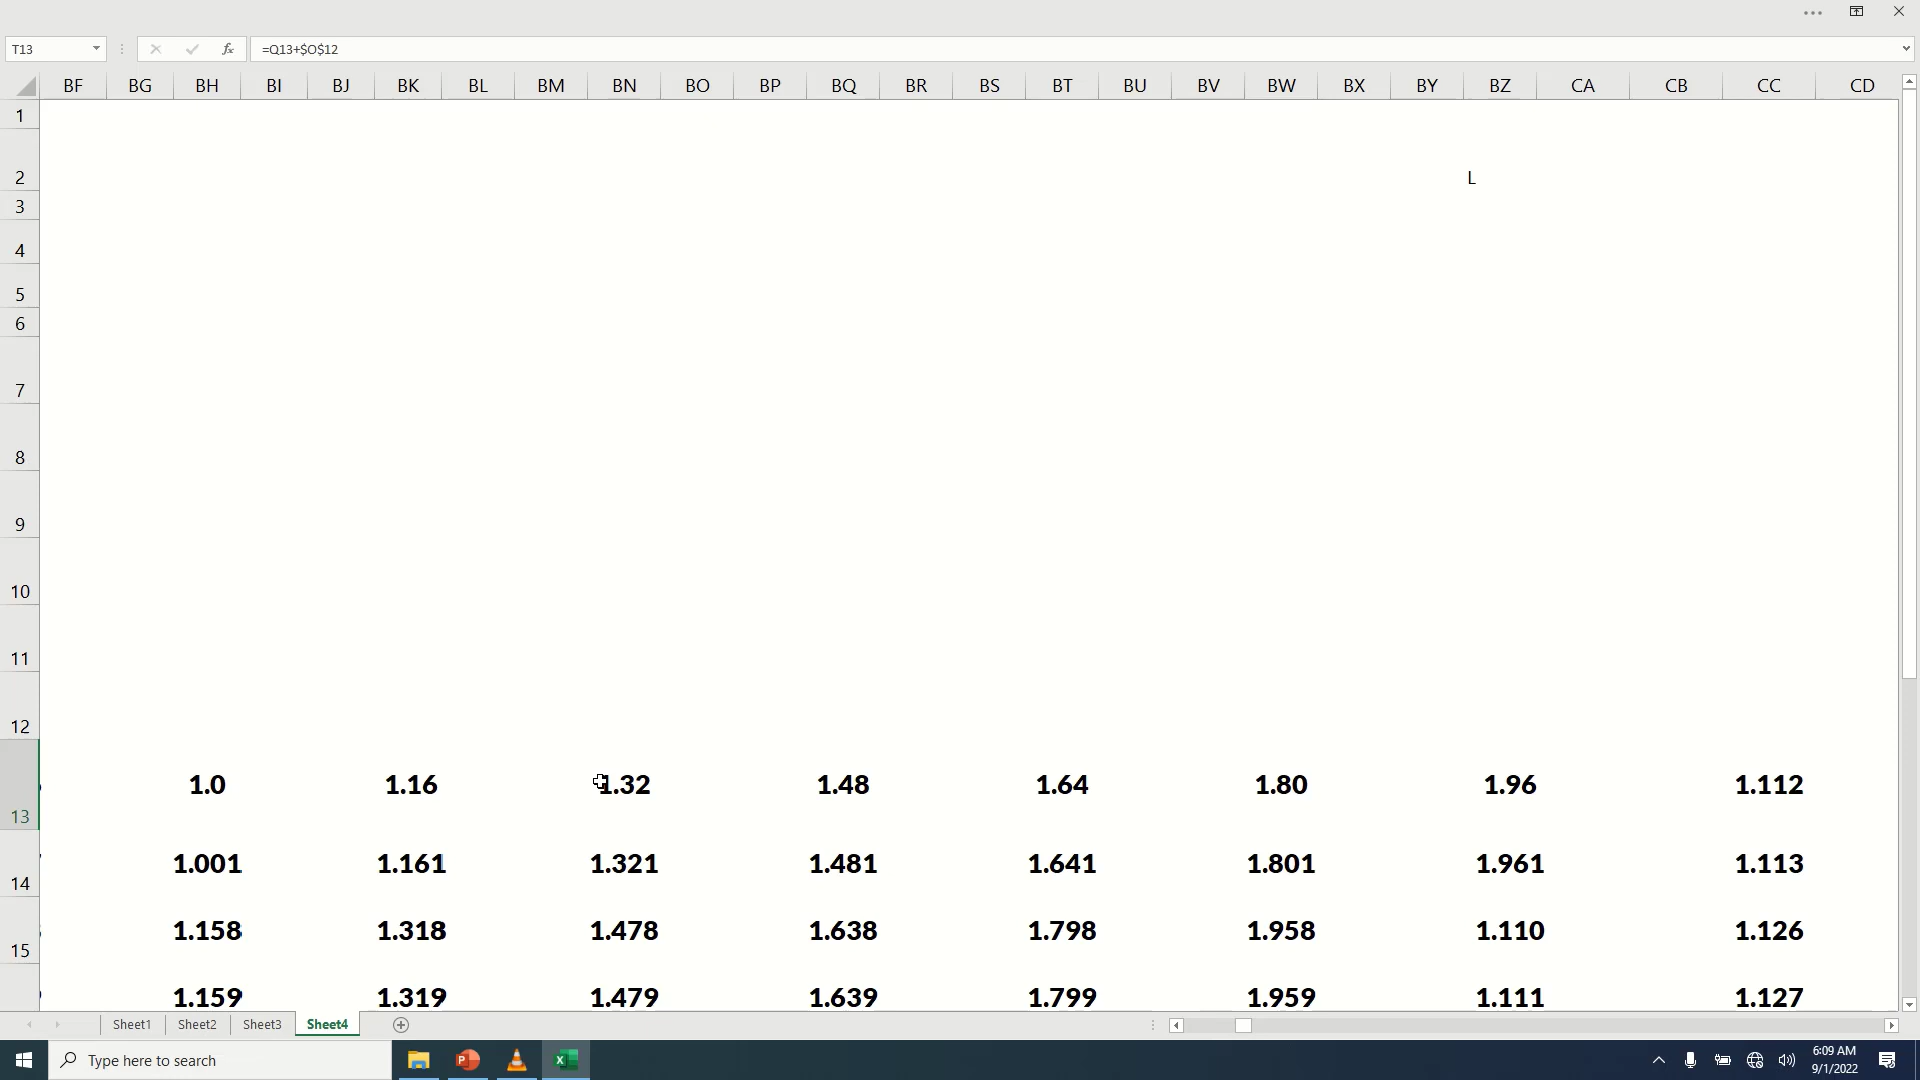 T13 fx =Q13+$O$12
BF BG BH BI BJ BK BL BM BN BO BP BQ BR BS BT BU BV BW BX BY BZ CA CB CC CD
1
2 L
3
4
5
6
7
8
9
10
11
12
13 1.0 1.16 1.32 1.48 1.64 1.80 1.96 1.112
14 1.001 1.161 1.321 1.481 1.641 1.801 1.961 1.113
15 1.158 1.318 1.478 1.638 1.798 1.958 1.110 1.126
1.159 1.319 1.479 1.639 1.799 1.959 1.111 1.127
Sheet1 Sheet2 Sheet3 Sheet4
Type here to search
6:09 AM
9/1/2022